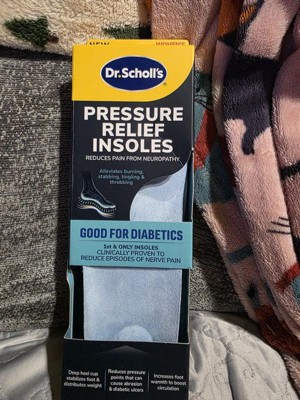 NEW
Dr.Scholl's
PRESSURE
RELIEF
INSOLES
REDUCES PAIN FROM NEUROPATHY
Alleviates burning,
stabbing, tingling &
throbbing
GOOD FOR DIABETICS
1st & ONLY INSOLES
CLINICALLY PROVEN TO
REDUCE EPISODES OF NERVE PAIN
Deep heel cup
stabilizes foot &
distributes weight
Reduces pressure
points that can
cause abrasion
& diabetic ulcers
Increases foot
warmth to boost
circulation